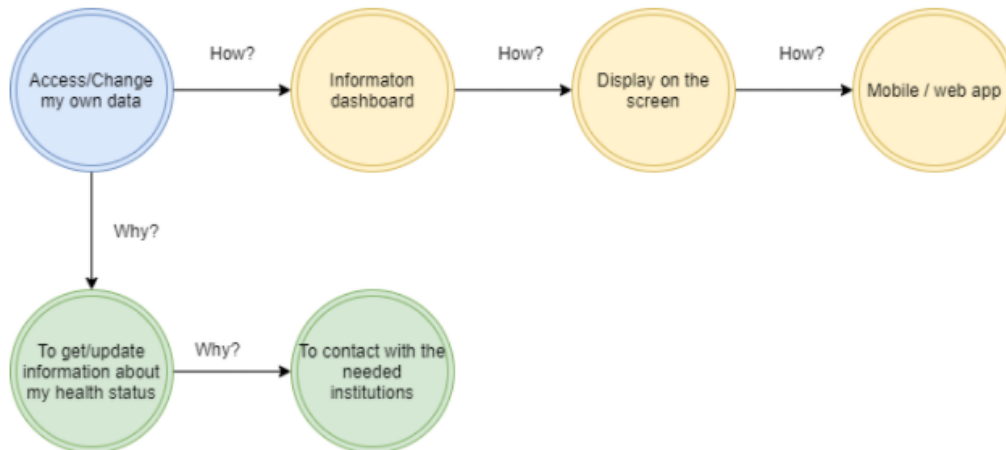 How?
How?
How?
Access/Change
my own data
Informaton
dashboard
Display on the
screen
Mobile / web app
Why?
To get/update
information about
my health status
Why?
To contact with the
needed
institutions